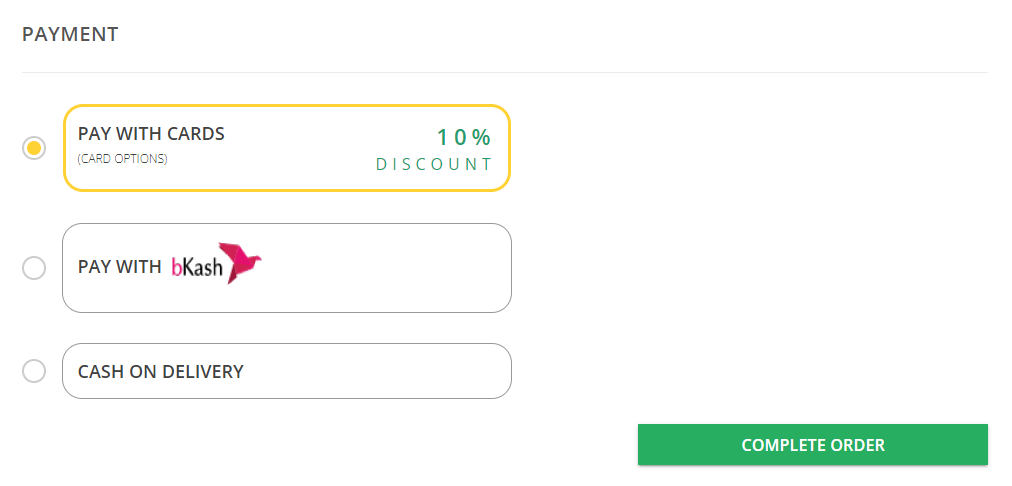 PAYMENT
PAY WITH CARDS
(CARD OPTIONS)
10%
DISCOUNT
PAY WITH bKash
CASH ON DELIVERY
COMPLETE ORDER